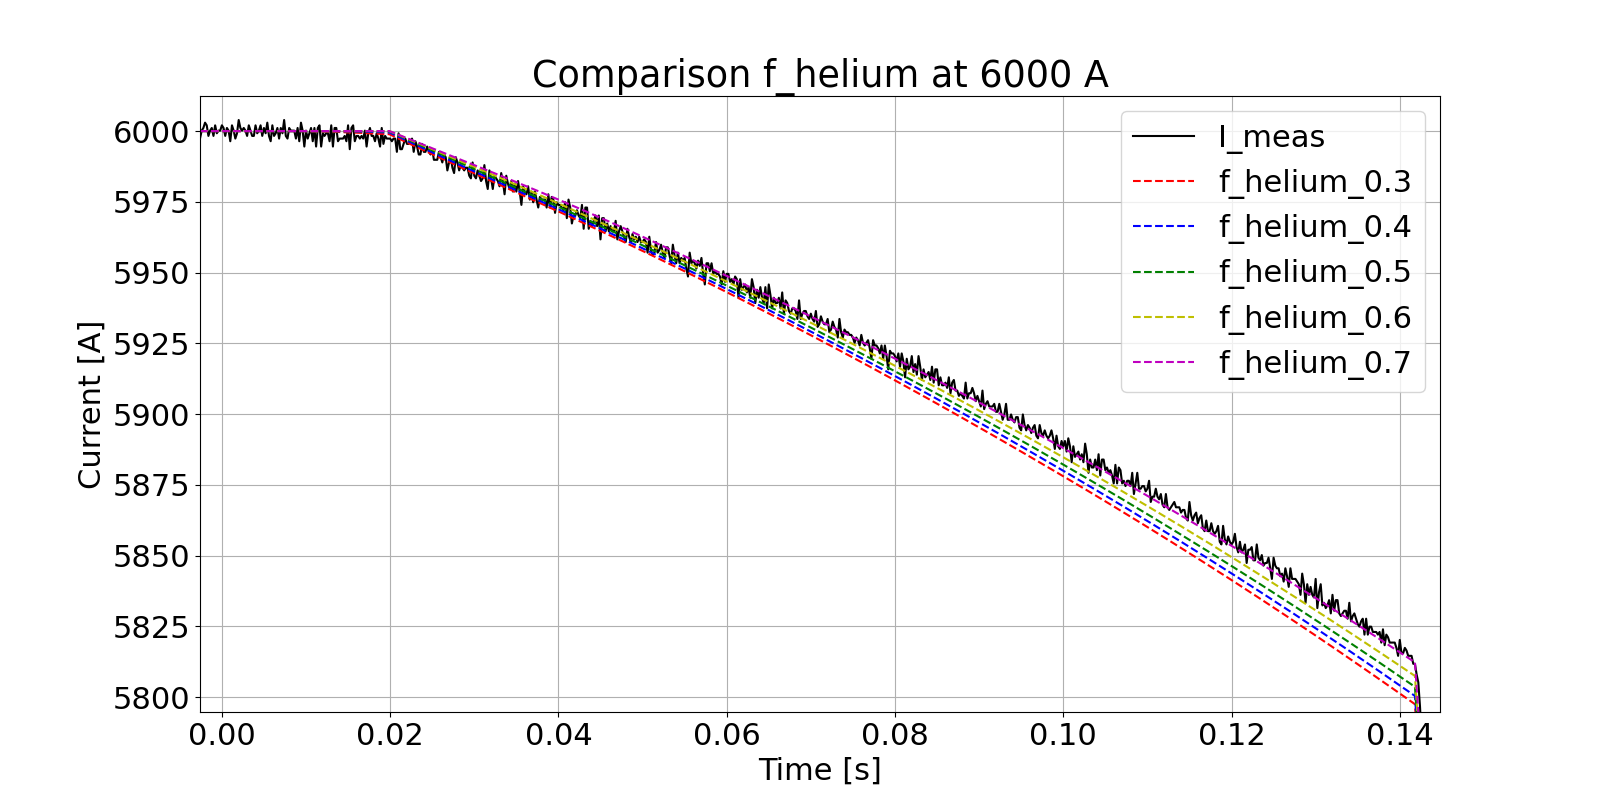 Comparison f_helium at 6000 A
6000
5975
5950
5925
5900
5875
5850
5825
5800
Current [A]
I_meas
f_helium_0.3
f_helium_0.4
f_helium_0.5
f_helium_0.6
f_helium_0.7
0.00 0.02 0.04 0.06 0.08 0.10 0.12 0.14
Time [s]